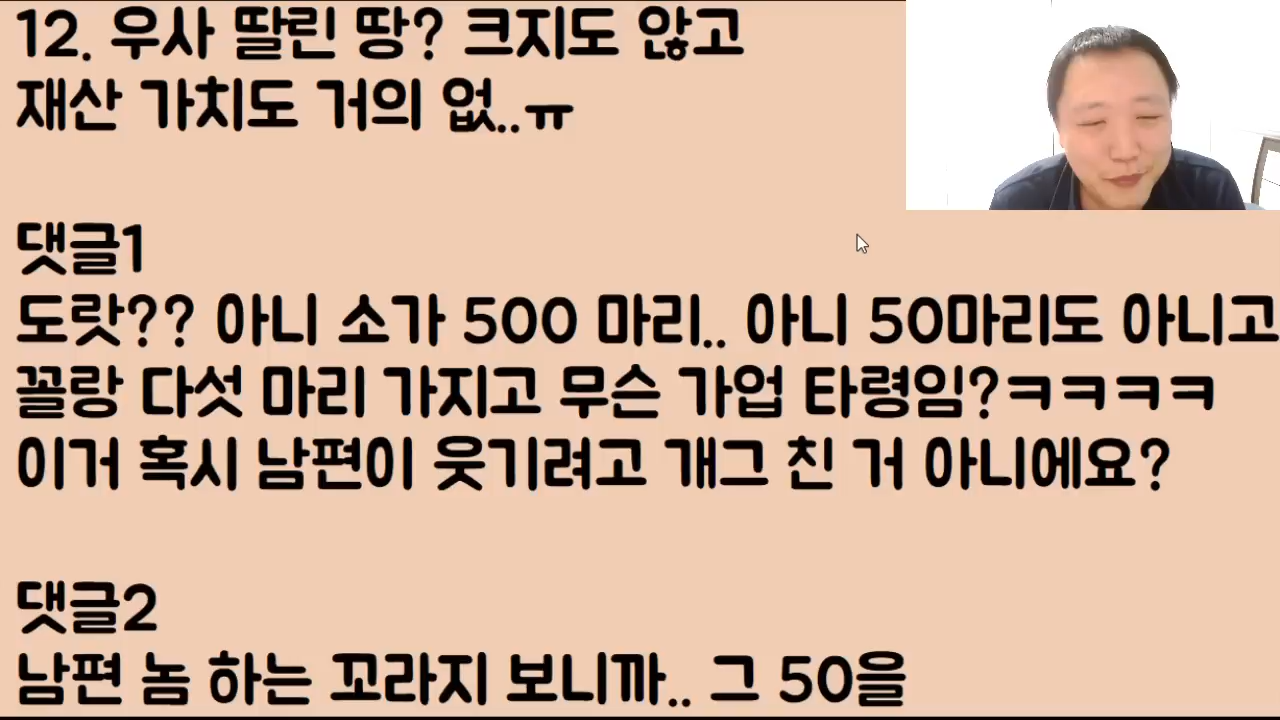 12. 우사 딸린 땅? 크지도 않고
재산 가치도 거의 없..ㅠ
댓글1
도랏?? 아니 소가 500 마리.. 아니 50마리도 아니고
꼴랑 다섯 마리 가지고 무슨 가업 타령임?ㅋㅋㅋㅋ
이거 혹시 남편이 웃기려고 개그 친 거 아니에요?
댓글2
남편 놈 하는 꼬라지 보니까.. 그 50을